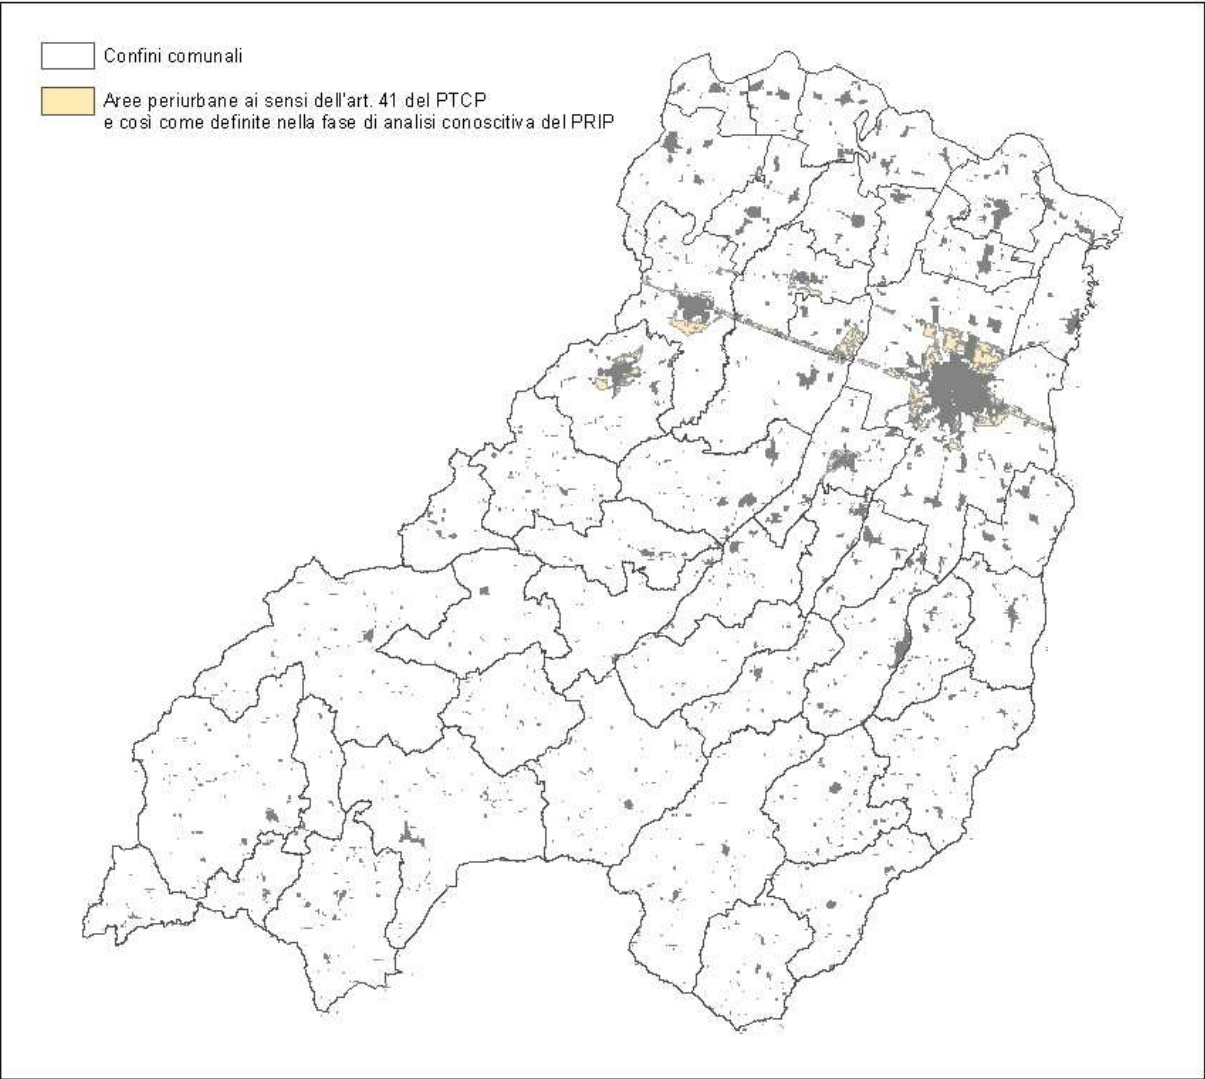 Confini comunali
Aree periurbane ai sensi dell'art. 41 del PTCP
e così come definite nella fase di analisi conoscitiva del PRIP